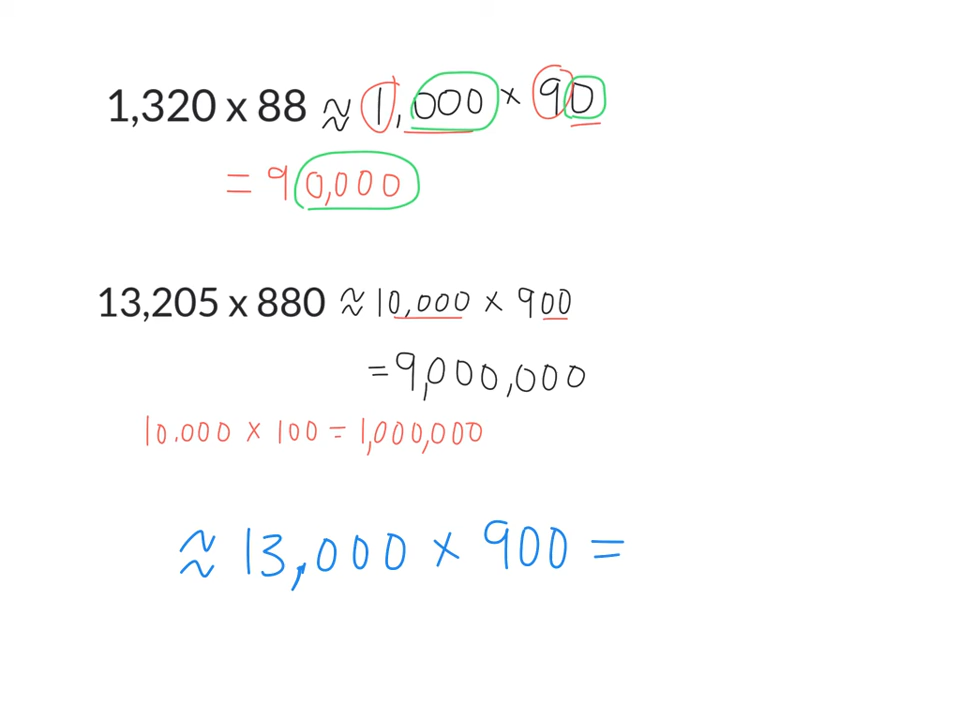 1,320 x 88 ≈ 1,000 x 90
= 90,000
13,205 x 880 ≈ 10,000 x 900
= 9,000,000
10.000 x 100 = 1,000,000
≈ 13,000 x 900 =